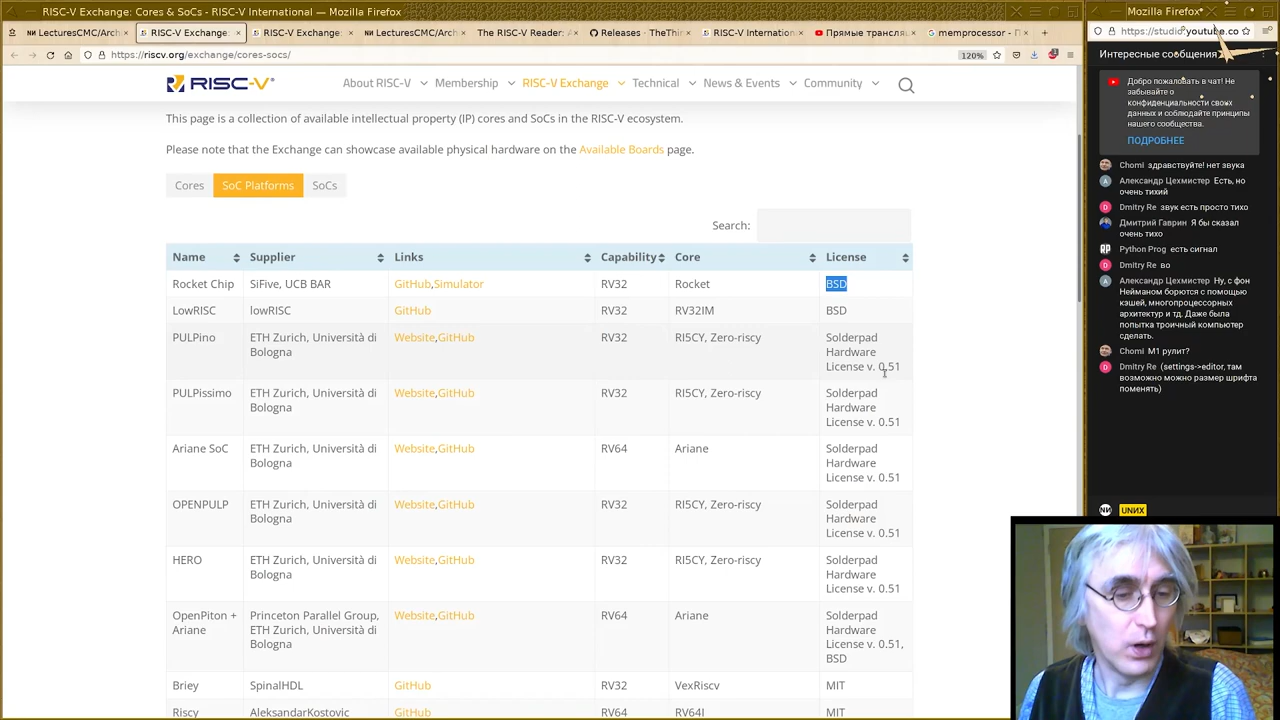 RISC-V Exchange: Cores & SoCs - RISC-V International — Mozilla Firefox
Mozilla Firefox
LecturesCMC/Arch
RISC-V Exchange:
RISC-V Exchange:
LecturesCMC/Arch
The RISC-V Reader:
Releases · TheThir
RISC-V Internation
Прямые трансля
memprocessor - П
https://riscv.org/exchange/cores-socs/
120%
https://studio.youtube.co
RISC-V
About RISC-V
Membership
RISC-V Exchange
Technical
News & Events
Community
This page is a collection of available intellectual property (IP) cores and SoCs in the RISC-V ecosystem.
Please note that the Exchange can showcase available physical hardware on the Available Boards page.
Cores
SoC Platforms
SoCs
Search:
Name Supplier Links Capability Core License
Rocket Chip SiFive, UCB BAR GitHub,Simulator RV32 Rocket BSD
LowRISC lowRISC GitHub RV32 RV32IM BSD
PULPino ETH Zurich, Università di Website,GitHub RV32 RI5CY, Zero-riscy Solderpad
Bologna Hardware
License v. 0.51
PULPissimo ETH Zurich, Università di Website,GitHub RV32 RI5CY, Zero-riscy Solderpad
Bologna Hardware
License v. 0.51
Ariane SoC ETH Zurich, Università di Website,GitHub RV64 Ariane Solderpad
Bologna Hardware
License v. 0.51
OPENPULP ETH Zurich, Università di Website,GitHub RV32 RI5CY, Zero-riscy Solderpad
Bologna Hardware
License v. 0.51
HERO ETH Zurich, Università di Website,GitHub RV32 RI5CY, Zero-riscy Solderpad
Bologna Hardware
License v. 0.51
OpenPiton + Princeton Parallel Group, Website,GitHub RV64 Ariane Solderpad
Ariane ETH Zurich, Università di Hardware
Bologna License v. 0.51,
BSD
Briey SpinalHDL GitHub RV32 VexRiscv MIT
Riscy AleksandarKostovic GitHub RV64 RV64I MIT
Интересные сообщения
Добро пожаловать в чат! Не
забывайте о
конфиденциальности своих
данных и соблюдайте принципы
нашего сообщества.
ПОДРОБНЕЕ
Chomi здравствуйте! нет звука
Александр Цехмистер Есть, но
очень тихий
Dmitry Re звук есть просто тихо
Дмитрий Гаврин Я бы сказал
очень тихо
Python Prog есть сигнал
Dmitry Re во
Александр Цехмистер Ну, с фон
Нейманом борются с помощью
кэшей, многопроцессорных
архитектур и тд. Даже была
попытка троичный компьютер
сделать.
Chomi М1 рулит?
Dmitry Re (settings->editor, там
возможно можно размер шрифта
поменять)
UNИX